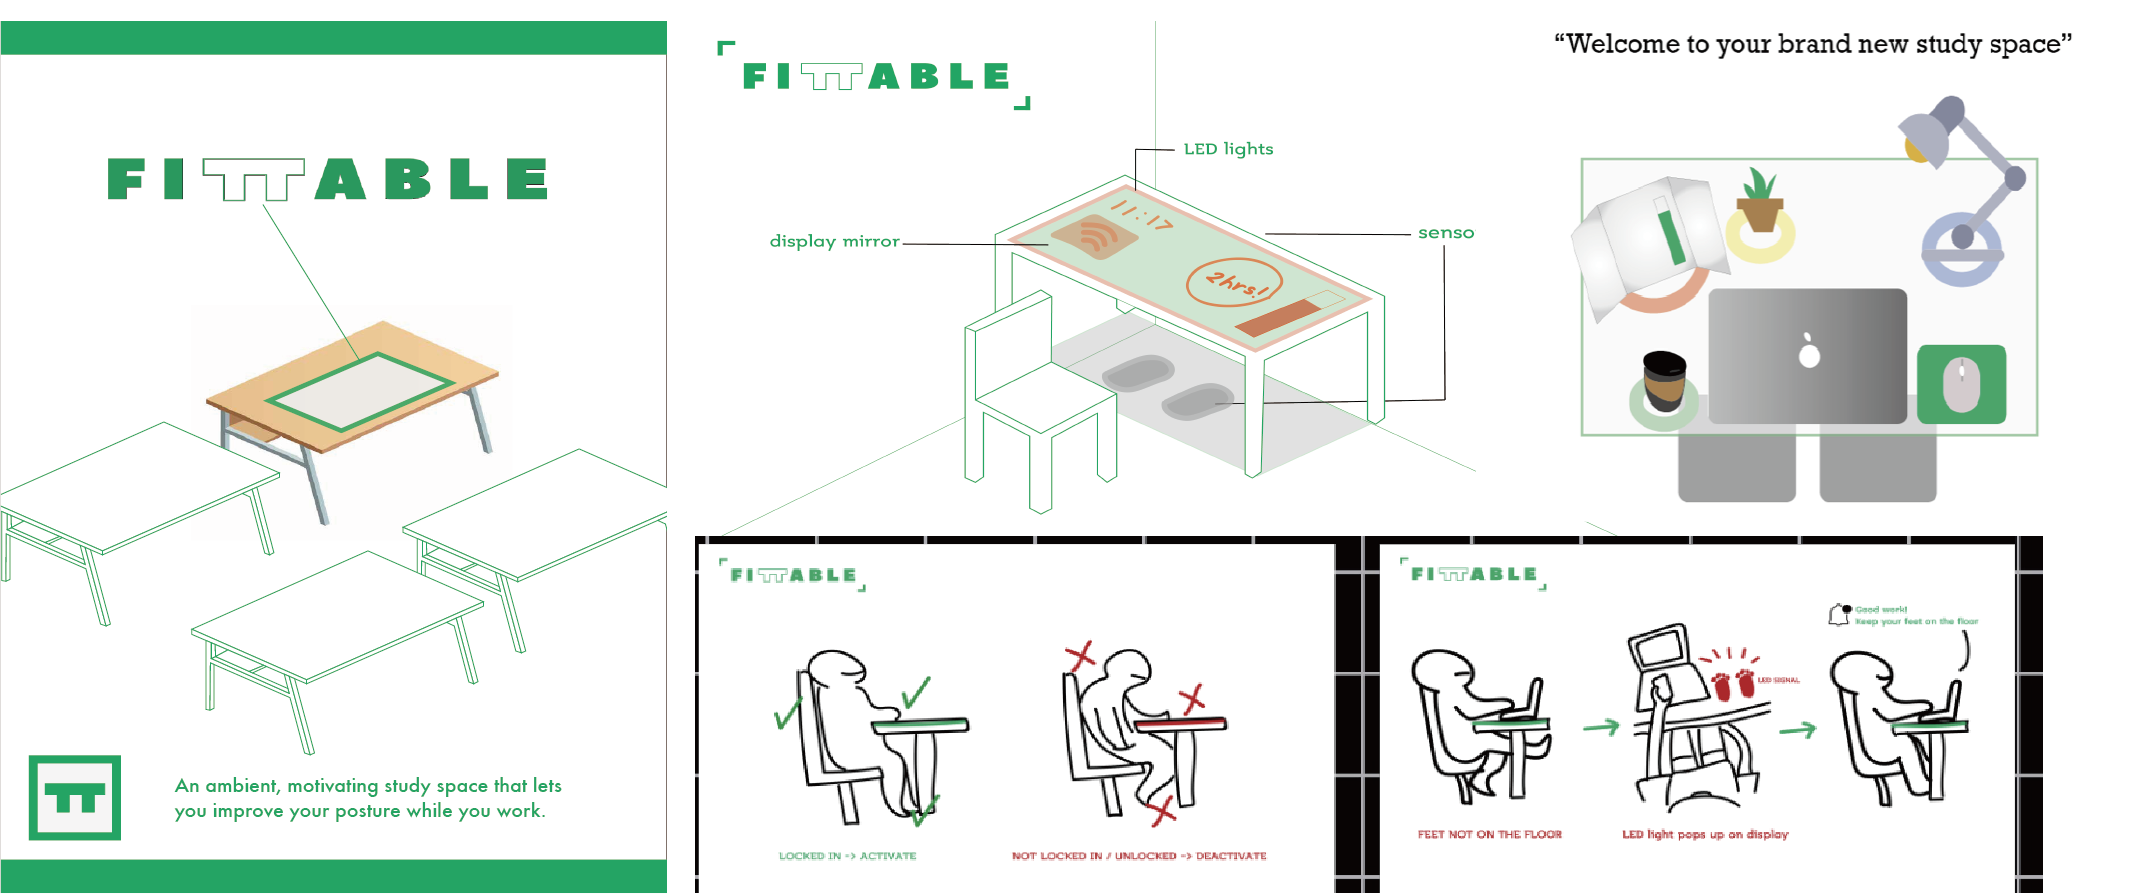 FITTABLE
An ambient, motivating study space that lets
you improve your posture while you work.
FITTABLE
LED lights
display mirror
senso
11:17
2hrs!
“Welcome to your brand new study space”
FITTABLE
LOCKED IN => ACTIVATE
NOT LOCKED IN / UNLOCKED => DEACTIVATE
FITTABLE
FEET NOT ON THE FLOOR
LED SIGNAL
LED light pops up on display
Good work!
Keep your feet on the floor